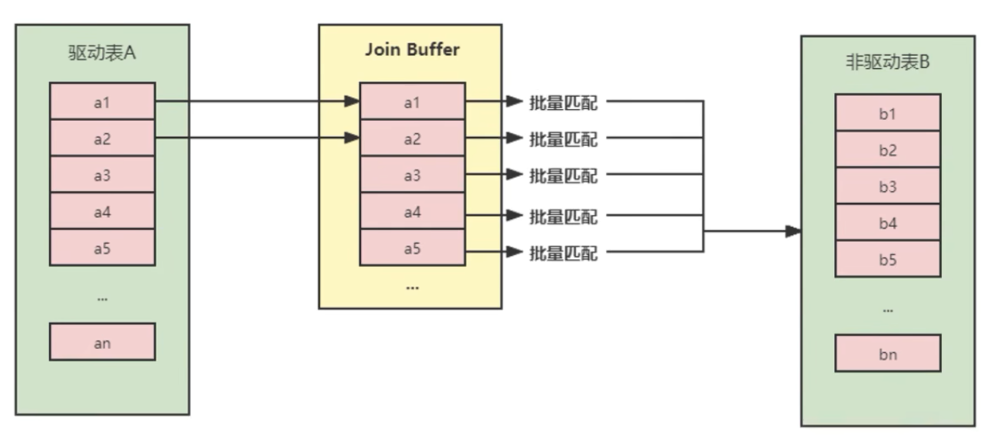 驱动表A
a1
a2
a3
a4
a5
...
an
Join Buffer
a1
a2
a3
a4
a5
...
批量匹配
批量匹配
批量匹配
批量匹配
批量匹配
非驱动表B
b1
b2
b3
b4
b5
...
bn